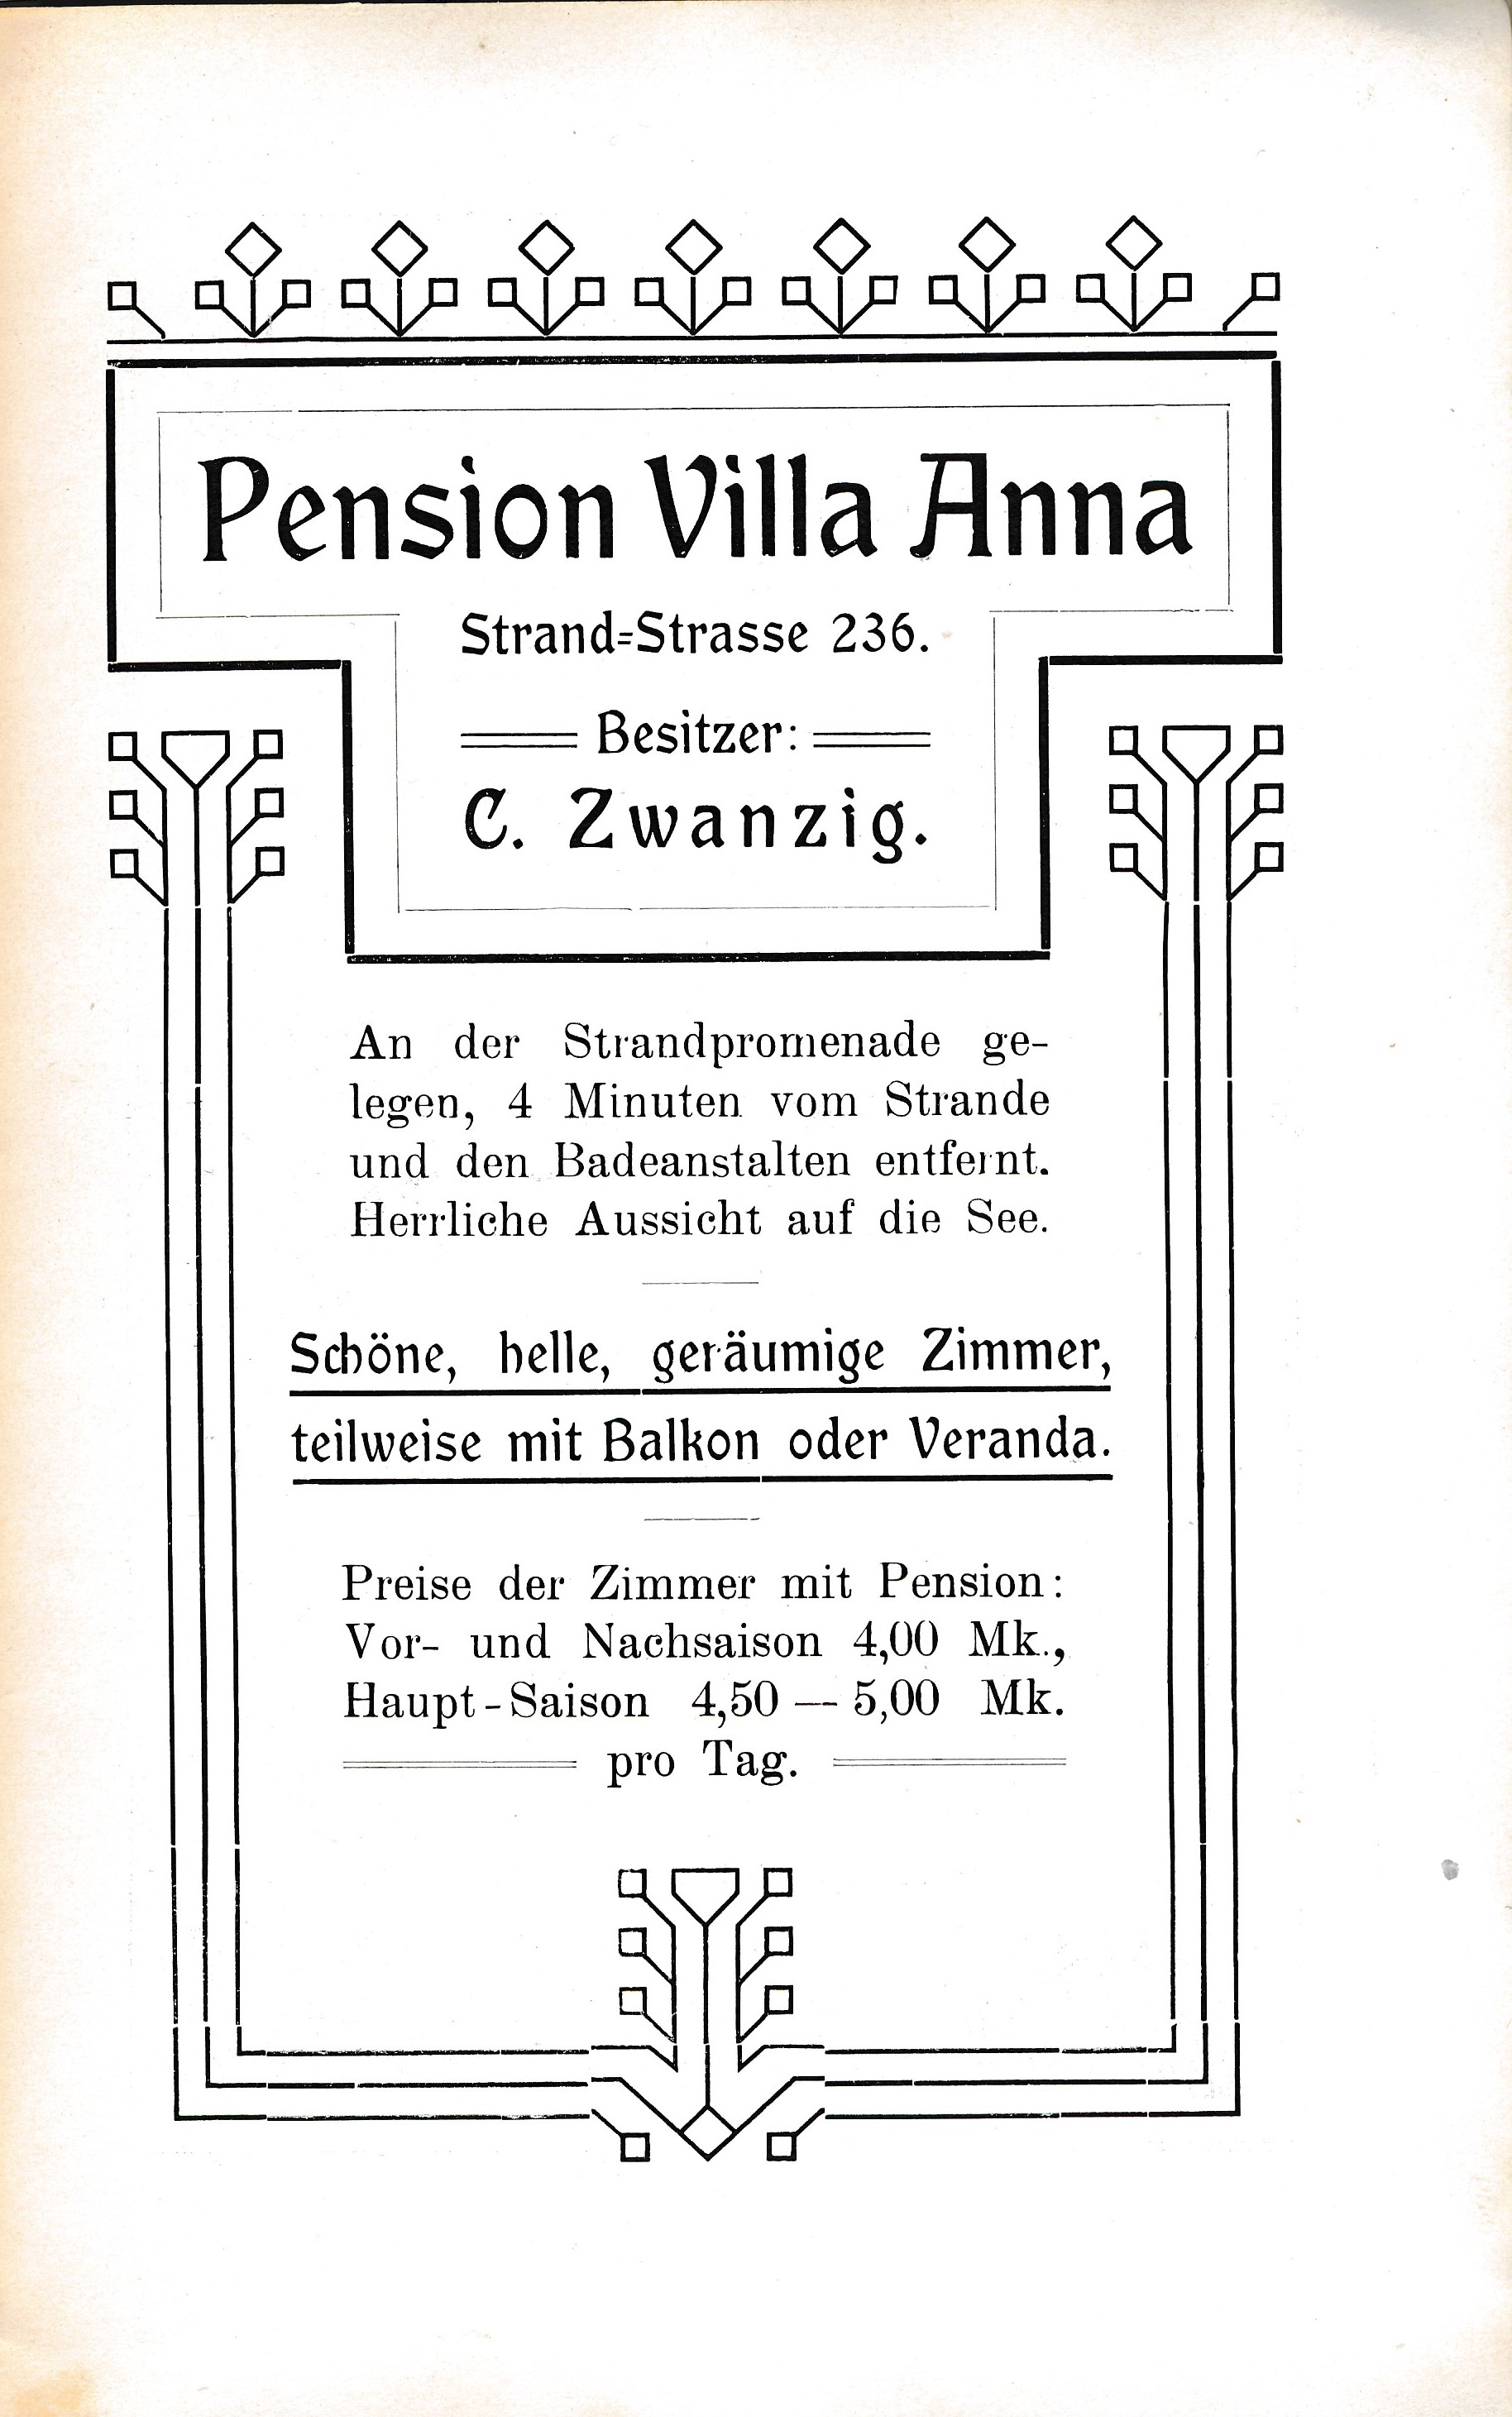 Pension Villa Anna
Strand=Strasse 236.
Besitzer:
C. Zwanzig.
An der Strandpromenade ge-
legen, 4 Minuten vom Strande
und den Badeanstalten entfernt.
Herrliche Aussicht auf die See.
Schöne, helle, geräumige Zimmer,
teilweise mit Balkon oder Veranda.
Preise der Zimmer mit Pension:
Vor- und Nachsaison 4,00 Mk.,
Haupt-Saison 4,50 — 5,00 Mk.
pro Tag.